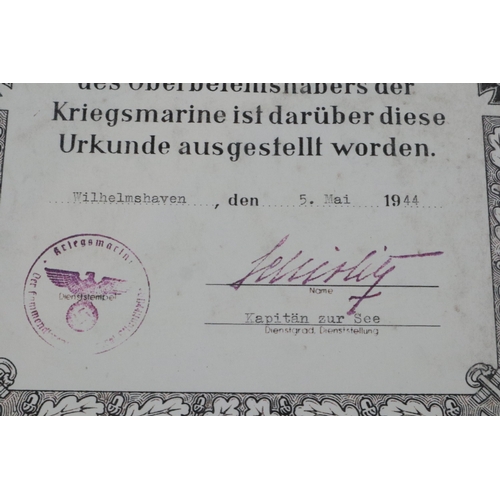 des Oberbefehlshabers der
Kriegsmarine ist darüber diese
Urkunde ausgestellt worden.
Wilhelmshaven , den 5. Mai 1944
Kriegsmarine
Dienststempel
Name
Kapitän zur See
Dienstgrad, Dienststellung